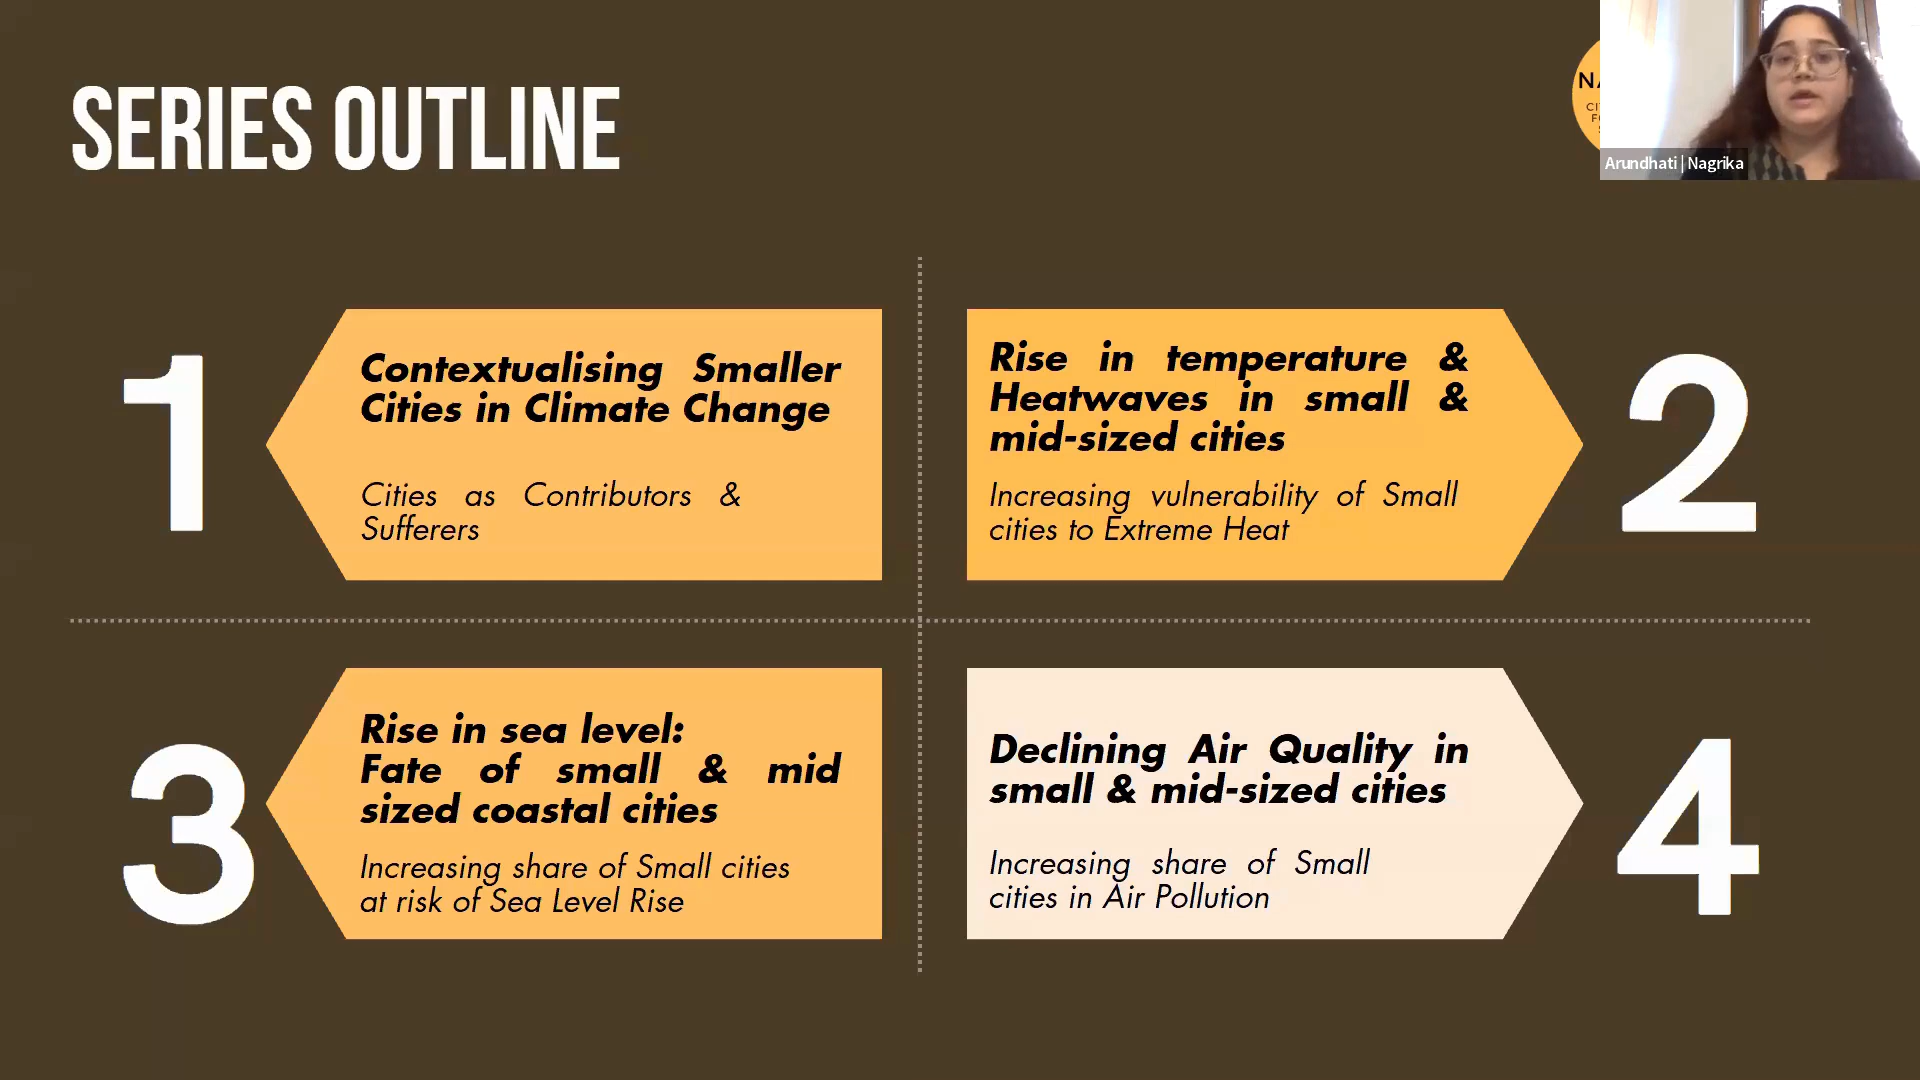 SERIES OUTLINE
Arundhati | Nagrika
1
Contextualising Smaller
Cities in Climate Change
Cities as Contributors &
Sufferers
Rise in temperature &
Heatwaves in small &
mid-sized cities
Increasing vulnerability of Small
cities to Extreme Heat
2
3
Rise in sea level:
Fate of small & mid
sized coastal cities
Increasing share of Small cities
at risk of Sea Level Rise
Declining Air Quality in
small & mid-sized cities
Increasing share of Small
cities in Air Pollution
4